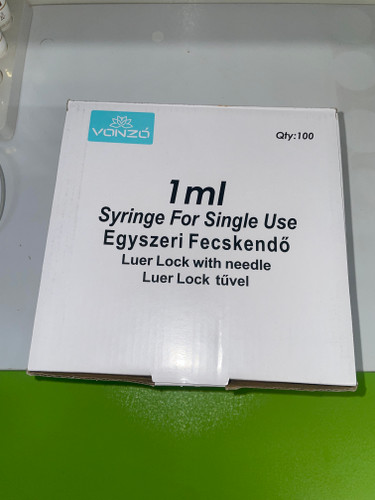 VONZÓ
Qty:100
1ml
Syringe For Single Use
Egyszeri Fecskendő
Luer Lock with needle
Luer Lock tűvel